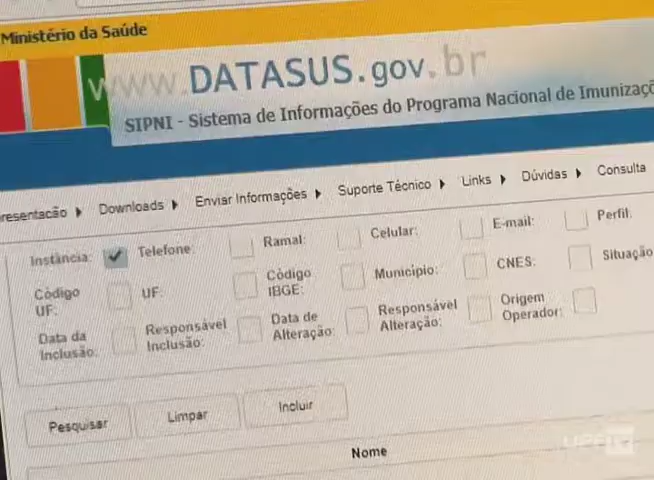 Ministério da Saúde
www.DATASUS.gov.br
SIPNI - Sistema de Informações do Programa Nacional de Imunizaçõ
resentação Downloads Enviar Informações Suporte Técnico Links Dúvidas Consulta
Instância: Telefone: Ramal: Celular: E-mail: Perfil:
Código UF: UF: Código IBGE: Município: CNES: Situação
Data da Inclusão: Responsável Inclusão: Data de Alteração: Responsável Alteração: Origem Operador:
Pesquisar Limpar Incluir
Nome